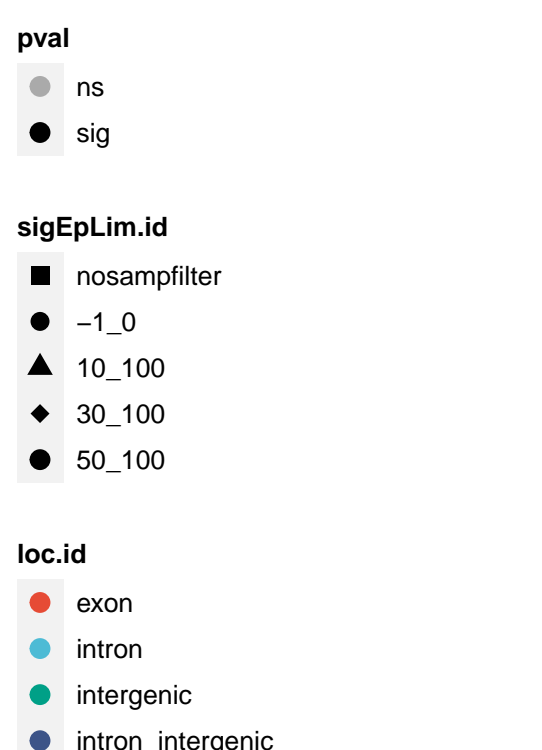 pval
ns
sig
sigEpLim.id
nosampfilter
−1_0
10_100
30_100
50_100
loc.id
exon
intron
intergenic
intron_intergenic